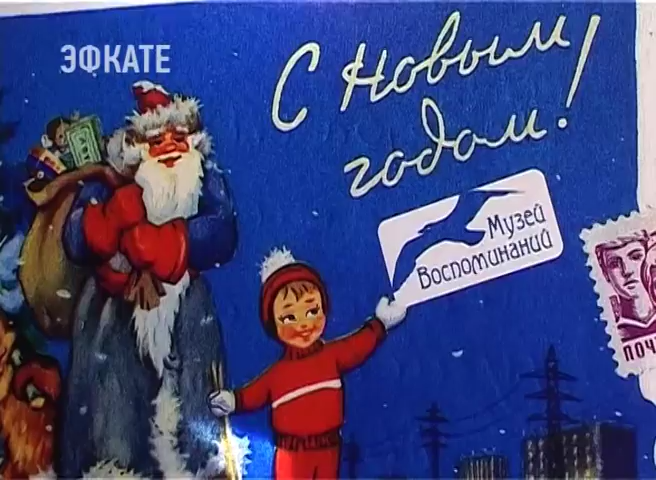 ЭФКАТЕ
С Новым
годом!
Музей
Воспоминаний
ПОЧ